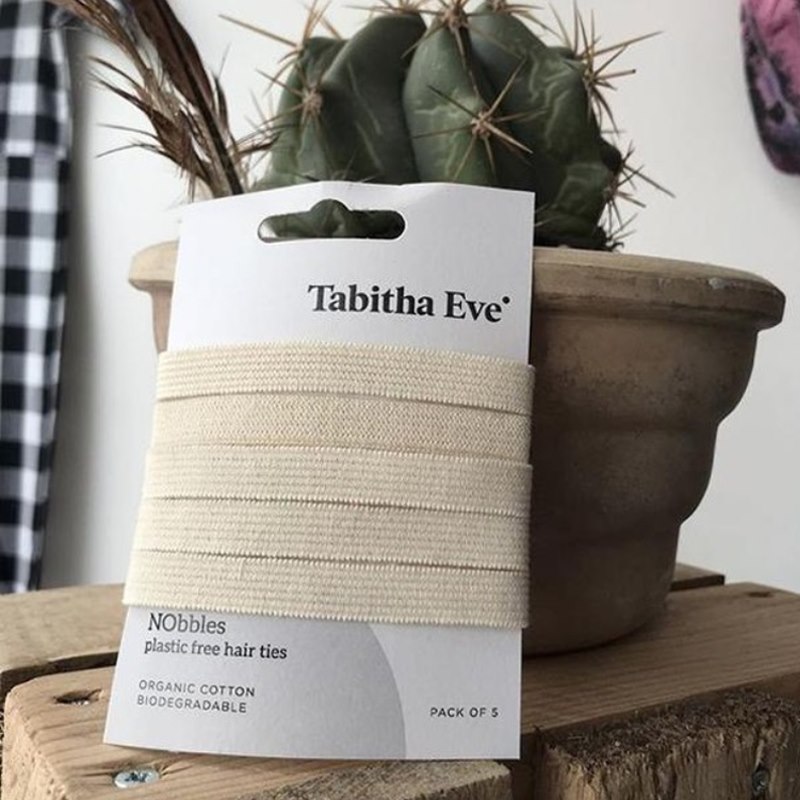 Tabitha Eve
NObbles
plastic free hair ties
ORGANIC COTTON
BIODEGRADABLE
PACK OF 5